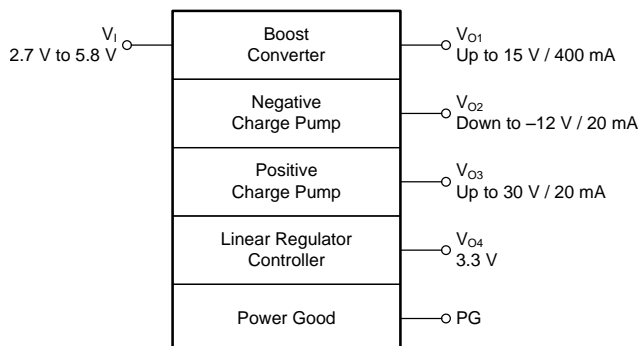 V_I
2.7 V to 5.8 V
Boost
Converter
V_O1
Up to 15 V / 400 mA
Negative
Charge Pump
V_O2
Down to –12 V / 20 mA
Positive
Charge Pump
V_O3
Up to 30 V / 20 mA
Linear Regulator
Controller
V_O4
3.3 V
Power Good
PG